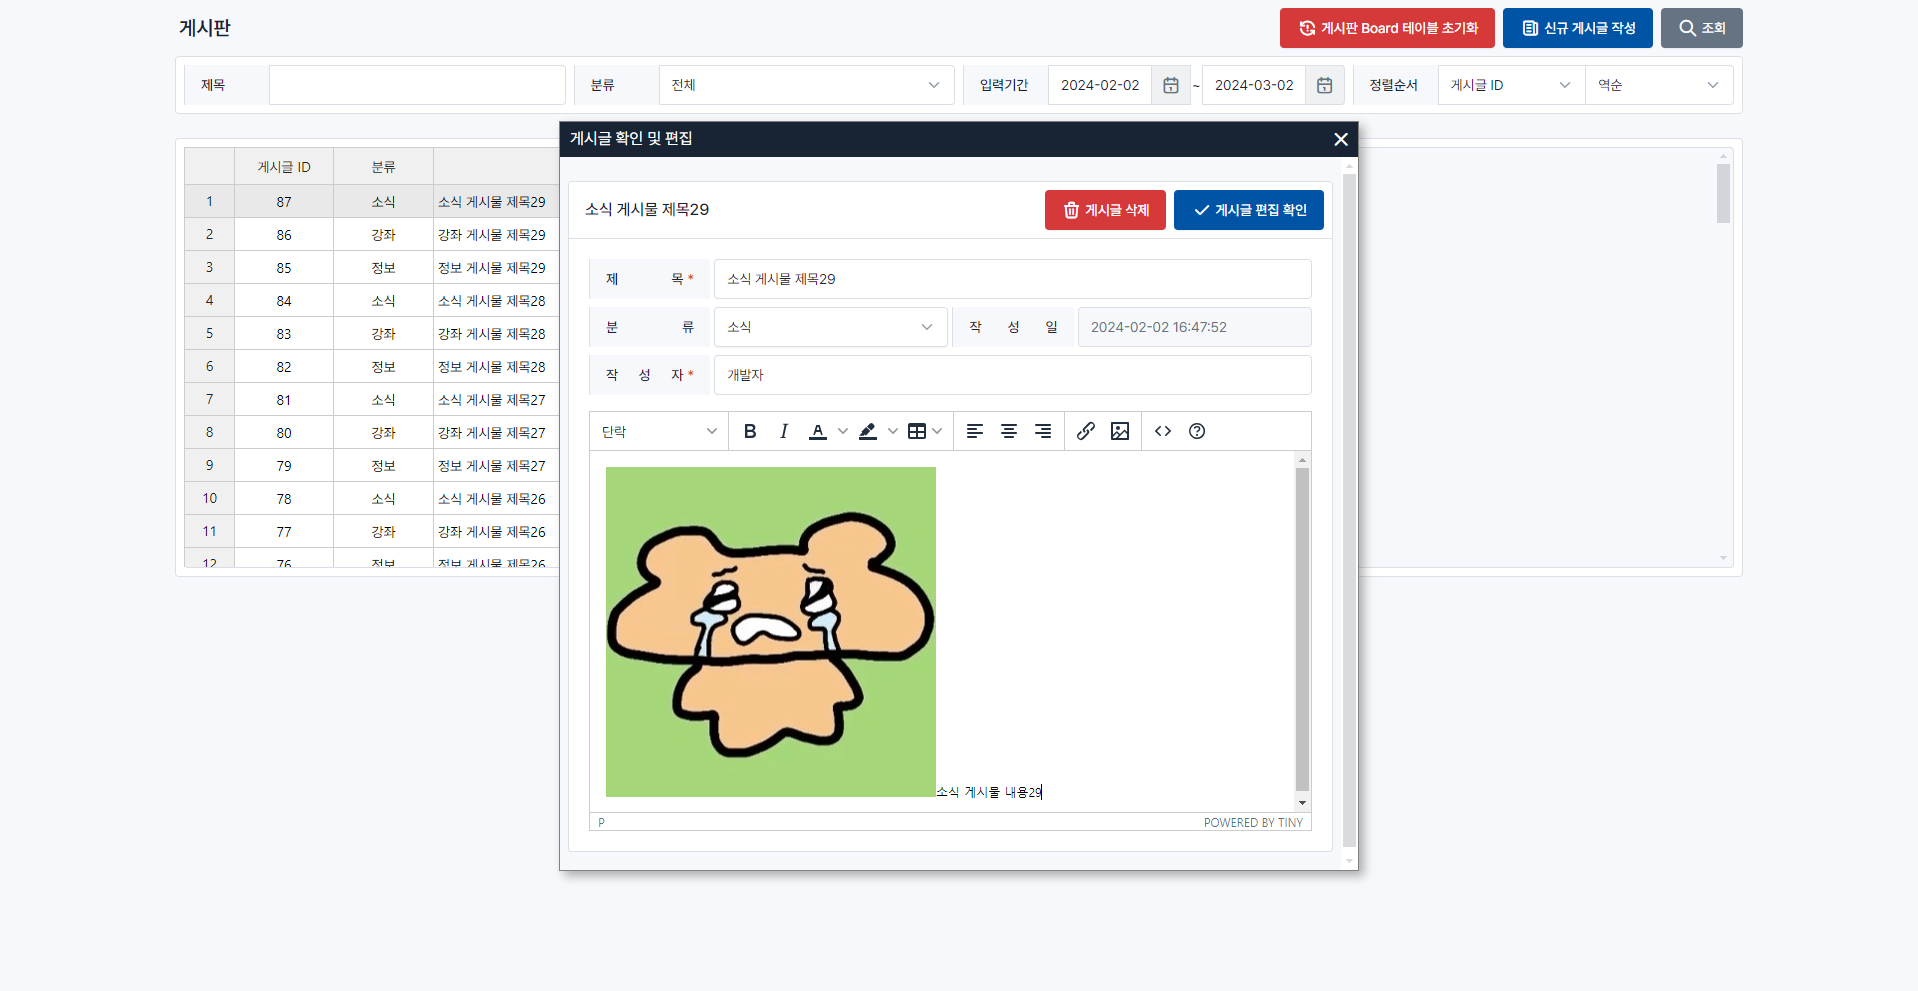 게시판
게시판 Board 테이블 초기화
신규 게시글 작성
조회
제목
분류 전체
입력기간 2024-02-02 ~ 2024-03-02
정렬순서 게시글 ID 역순
게시글 ID 분류
1 87 소식 소식 게시물 제목29
2 86 강좌 강좌 게시물 제목29
3 85 정보 정보 게시물 제목29
4 84 소식 소식 게시물 제목28
5 83 강좌 강좌 게시물 제목28
6 82 정보 정보 게시물 제목28
7 81 소식 소식 게시물 제목27
8 80 강좌 강좌 게시물 제목27
9 79 정보 정보 게시물 제목27
10 78 소식 소식 게시물 제목26
11 77 강좌 강좌 게시물 제목26
12 76 정보 정보 게시물 제목26
게시글 확인 및 편집
소식 게시물 제목29
게시글 삭제
게시글 편집 확인
제 목 * 소식 게시물 제목29
분 류 소식 작 성 일 2024-02-02 16:47:52
작 성 자 * 개발자
단락 B I A
소식 게시물 내용29
P POWERED BY TINY